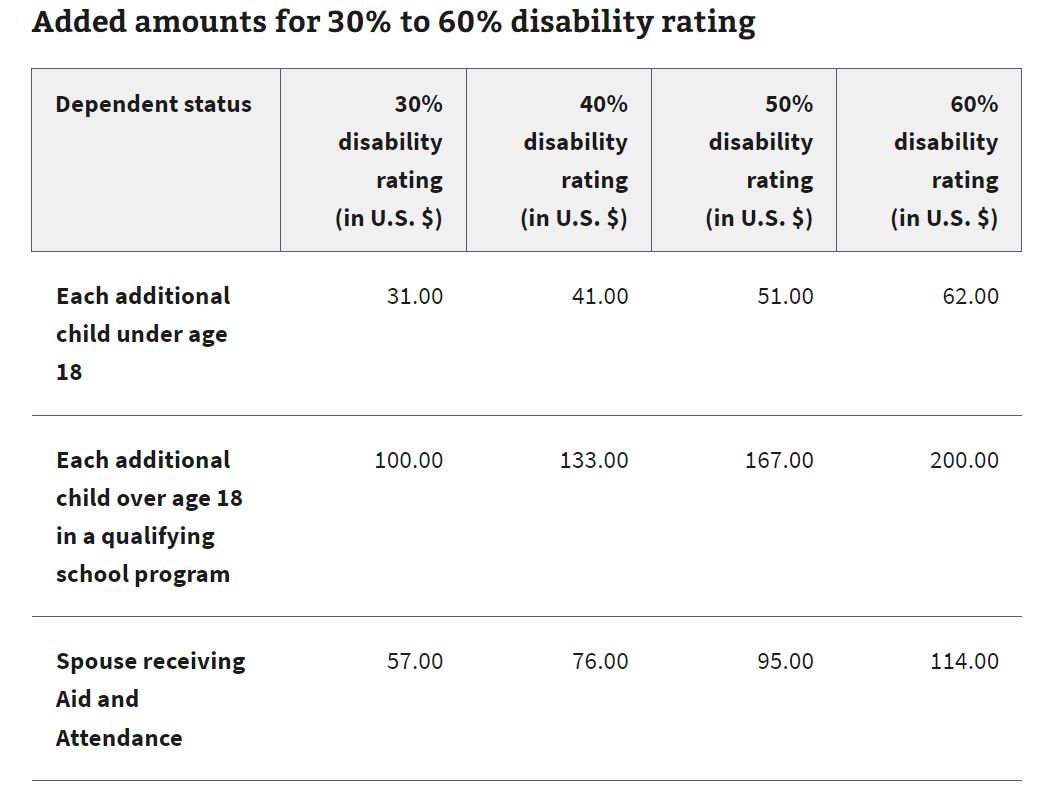 Added amounts for 30% to 60% disability rating
Dependent status
30%
disability
rating
(in U.S. $)
40%
disability
rating
(in U.S. $)
50%
disability
rating
(in U.S. $)
60%
disability
rating
(in U.S. $)
Each additional
child under age
18
31.00
41.00
51.00
62.00
Each additional
child over age 18
in a qualifying
school program
100.00
133.00
167.00
200.00
Spouse receiving
Aid and
Attendance
57.00
76.00
95.00
114.00